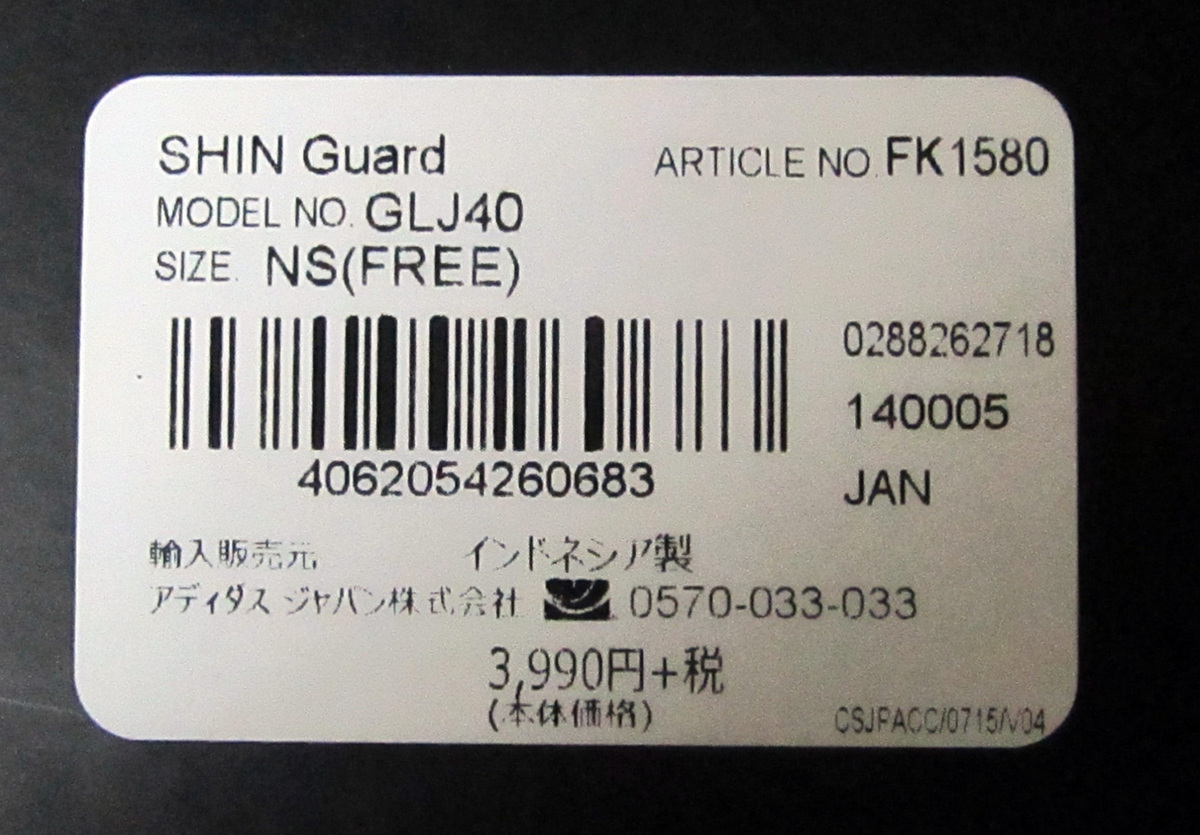 SHIN Guard
ARTICLE NO. FK1580
MODEL NO. GLJ40
SIZE. NS(FREE)
0288262718
140005
4062054260683
JAN
輸入販売元 インドネシア製
アディダス ジャパン株式会社 0570-033-033
3,990円+税
(本体価格)
CSJPACC/0715/V04